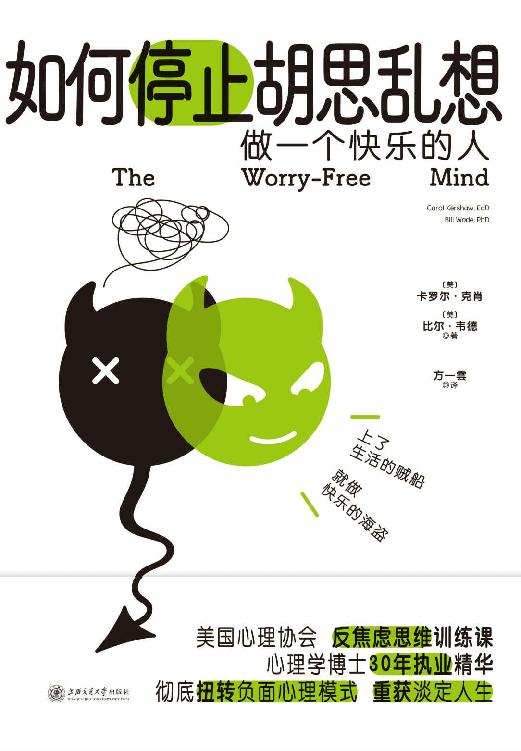 如何停止胡思乱想
做一个快乐的人
The Worry-Free Mind
Carol Kershaw, EdD
Bill Wade, PhD
〔美〕
卡罗尔·克肖
〔美〕
比尔·韦德
◎著
方一雲
◎译
上了
生活的贼船
就做
快乐的海盗
美国心理协会 反焦虑思维训练课
心理学博士30年执业精华
彻底扭转负面心理模式 重获淡定人生
上海交通大学出版社